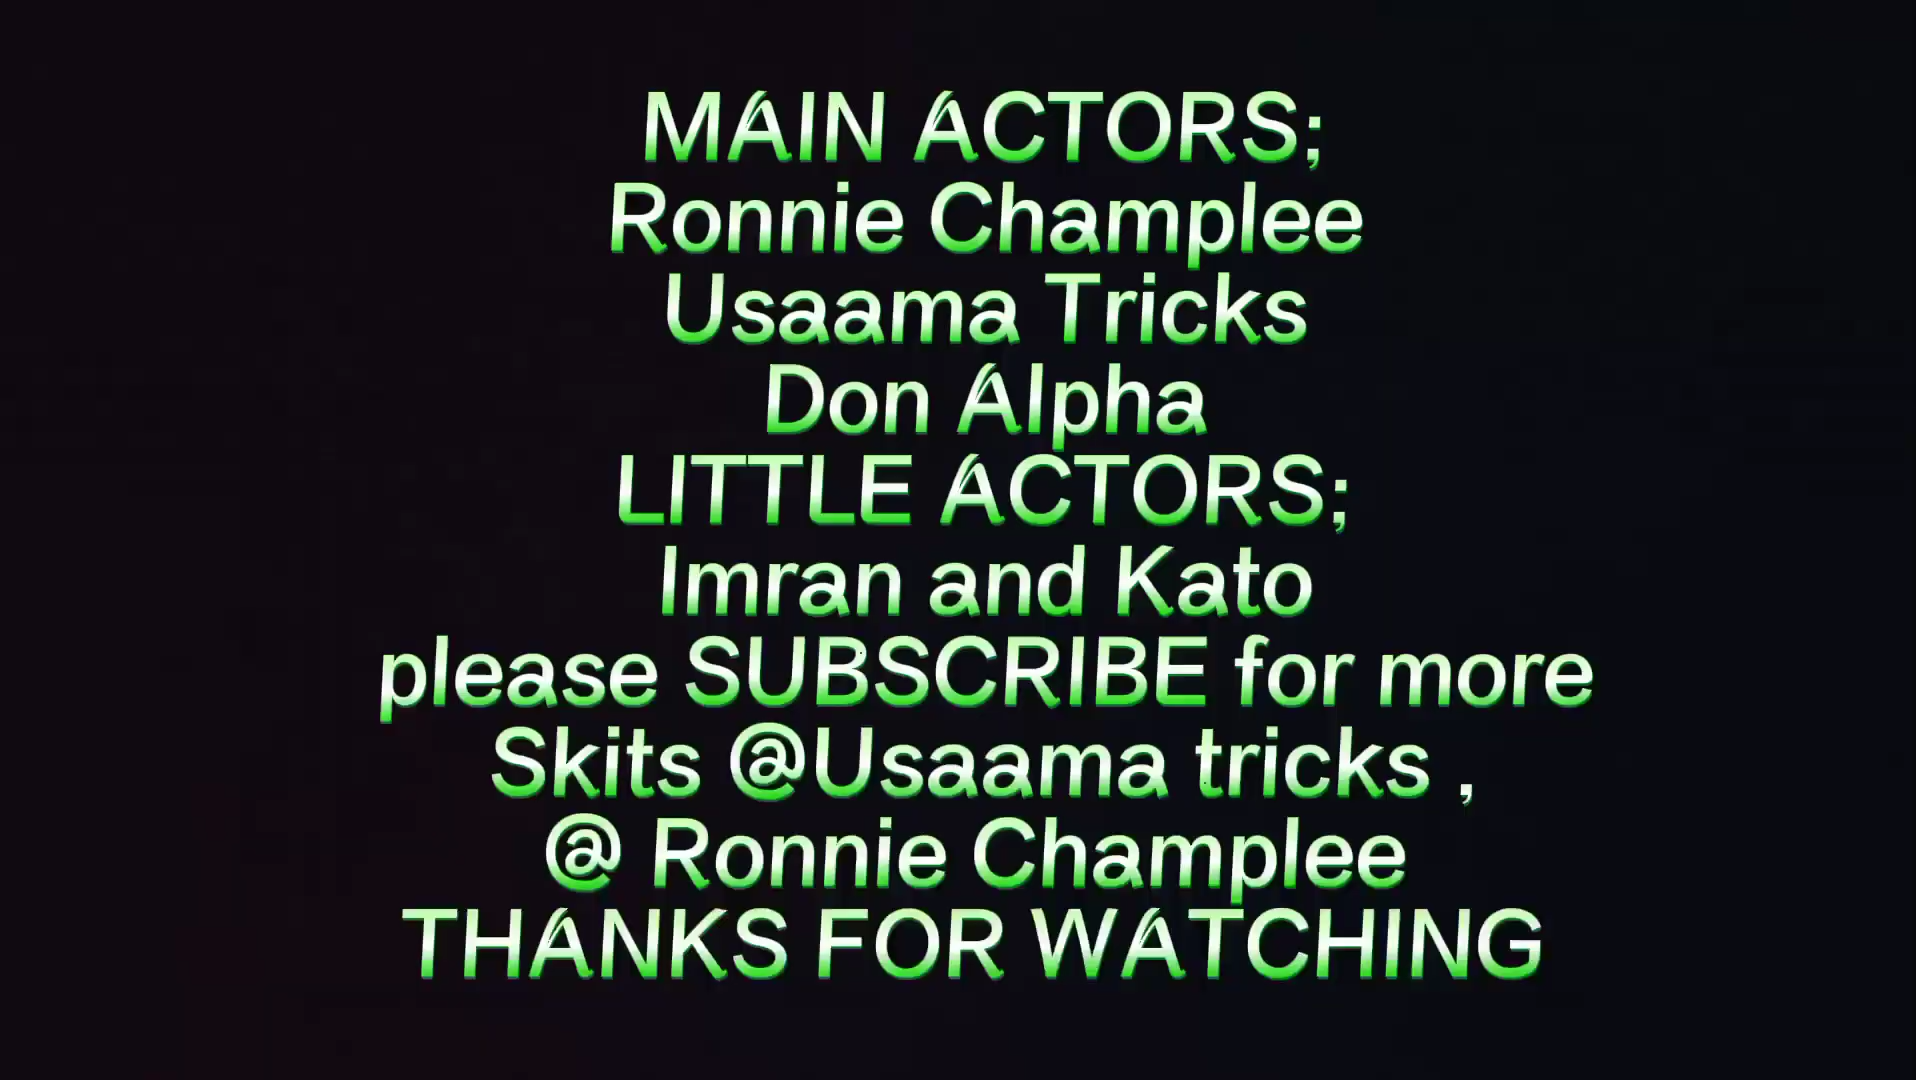 MAIN ACTORS;
Ronnie Champlee
Usaama Tricks
Don Alpha
LITTLE ACTORS;
Imran and Kato
please SUBSCRIBE for more
Skits @Usaama tricks ,
@ Ronnie Champlee
THANKS FOR WATCHING